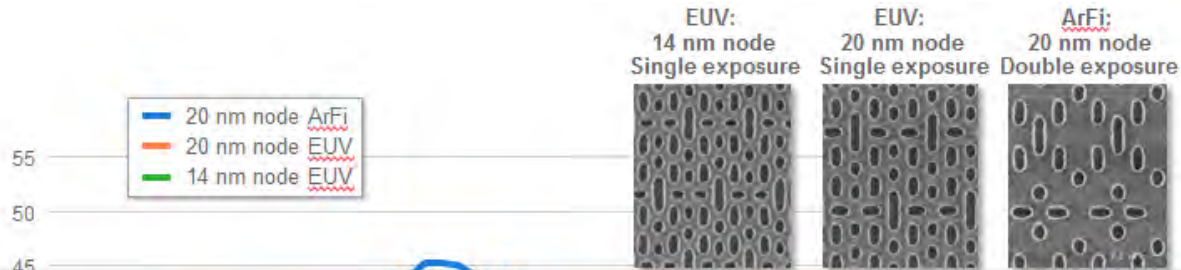 EUV:
14 nm node
Single exposure
EUV:
20 nm node
Single exposure
ArFi:
20 nm node
Double exposure
20 nm node ArFi
20 nm node EUV
14 nm node EUV
55
50
45